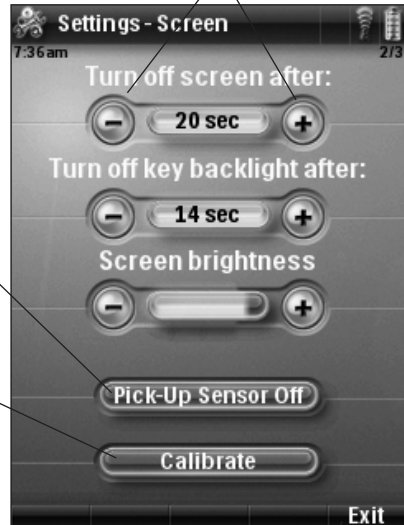 Settings - Screen
7:36am
2/3
Turn off screen after:
20 sec
Turn off key backlight after:
14 sec
Screen brightness
Pick-Up Sensor Off
Calibrate
Exit